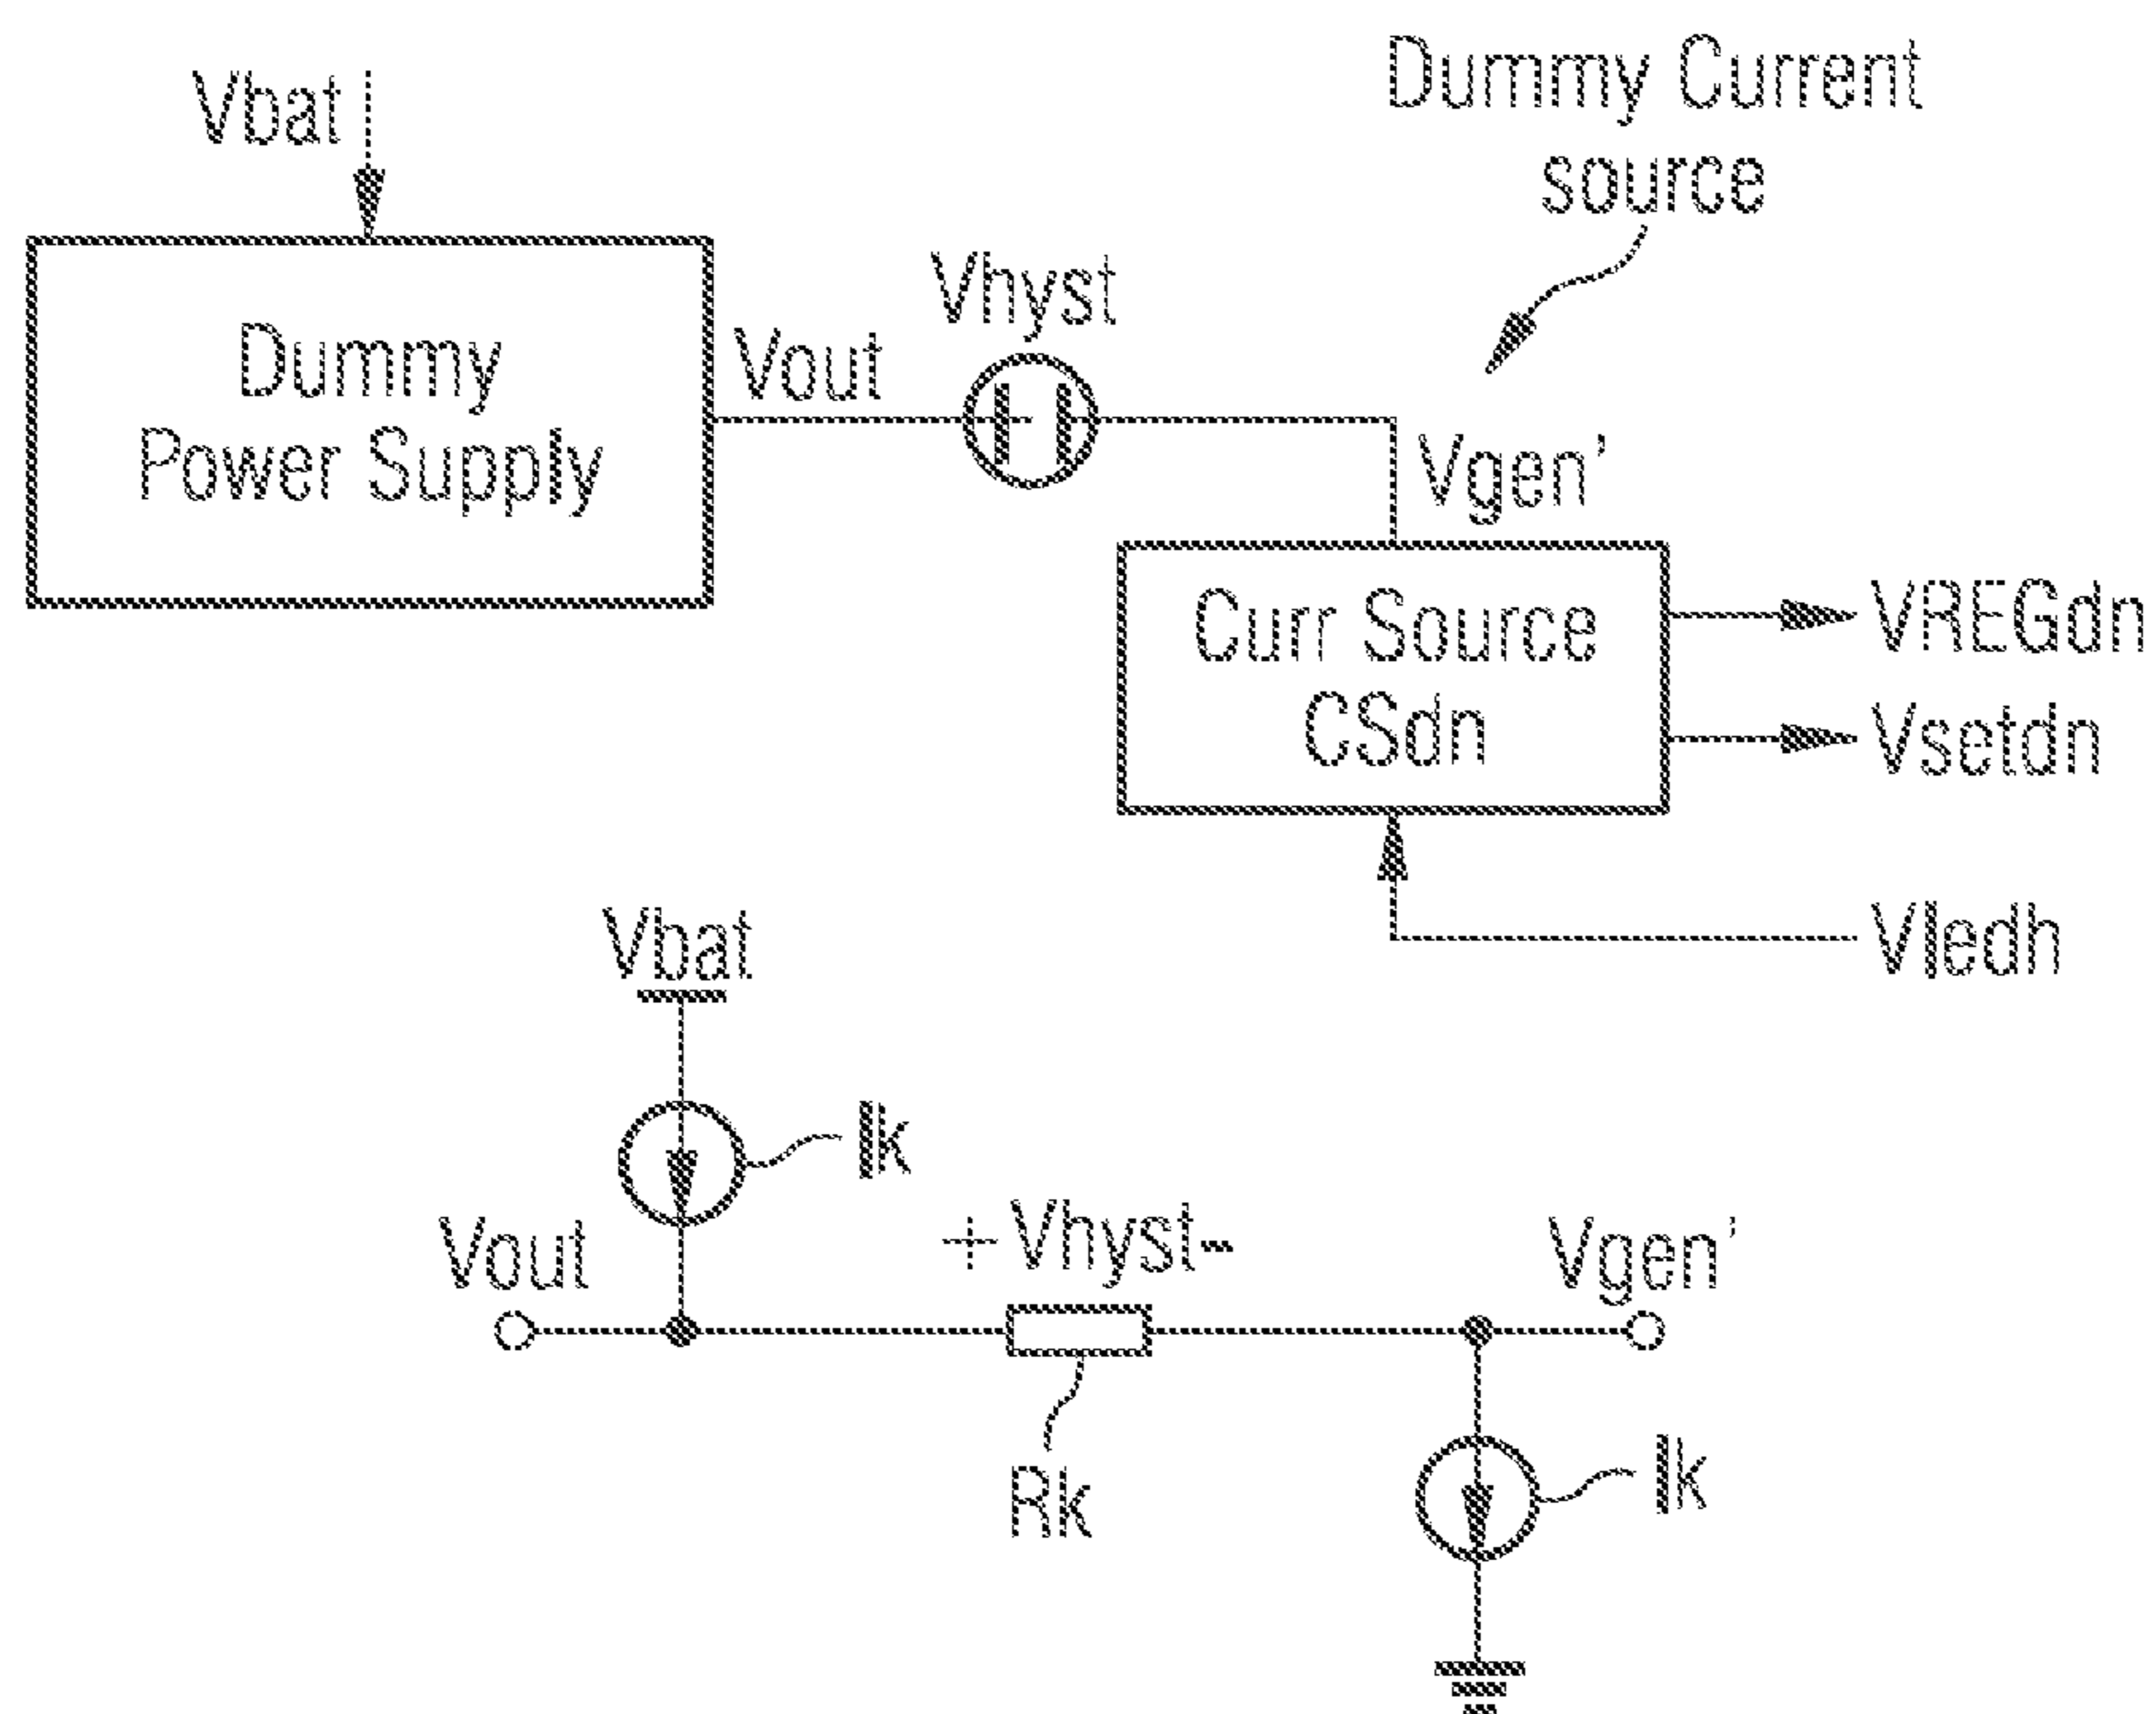 Vbat
Dummy Current
source
Dummy
Power Supply
Vout
Vhyst
Vgen'
Curr Source
CSdn
VREGdn
Vsetdn
Vledh
Vbat
Ik
Vout
+Vhyst-
Vgen'
Rk
Ik